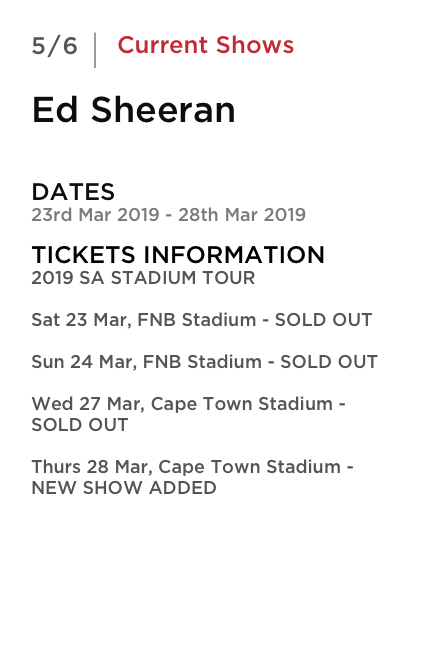 5/6
Current Shows
Ed Sheeran
DATES
23rd Mar 2019 - 28th Mar 2019
TICKETS INFORMATION
2019 SA STADIUM TOUR
Sat 23 Mar, FNB Stadium - SOLD OUT
Sun 24 Mar, FNB Stadium - SOLD OUT
Wed 27 Mar, Cape Town Stadium -
SOLD OUT
Thurs 28 Mar, Cape Town Stadium -
NEW SHOW ADDED